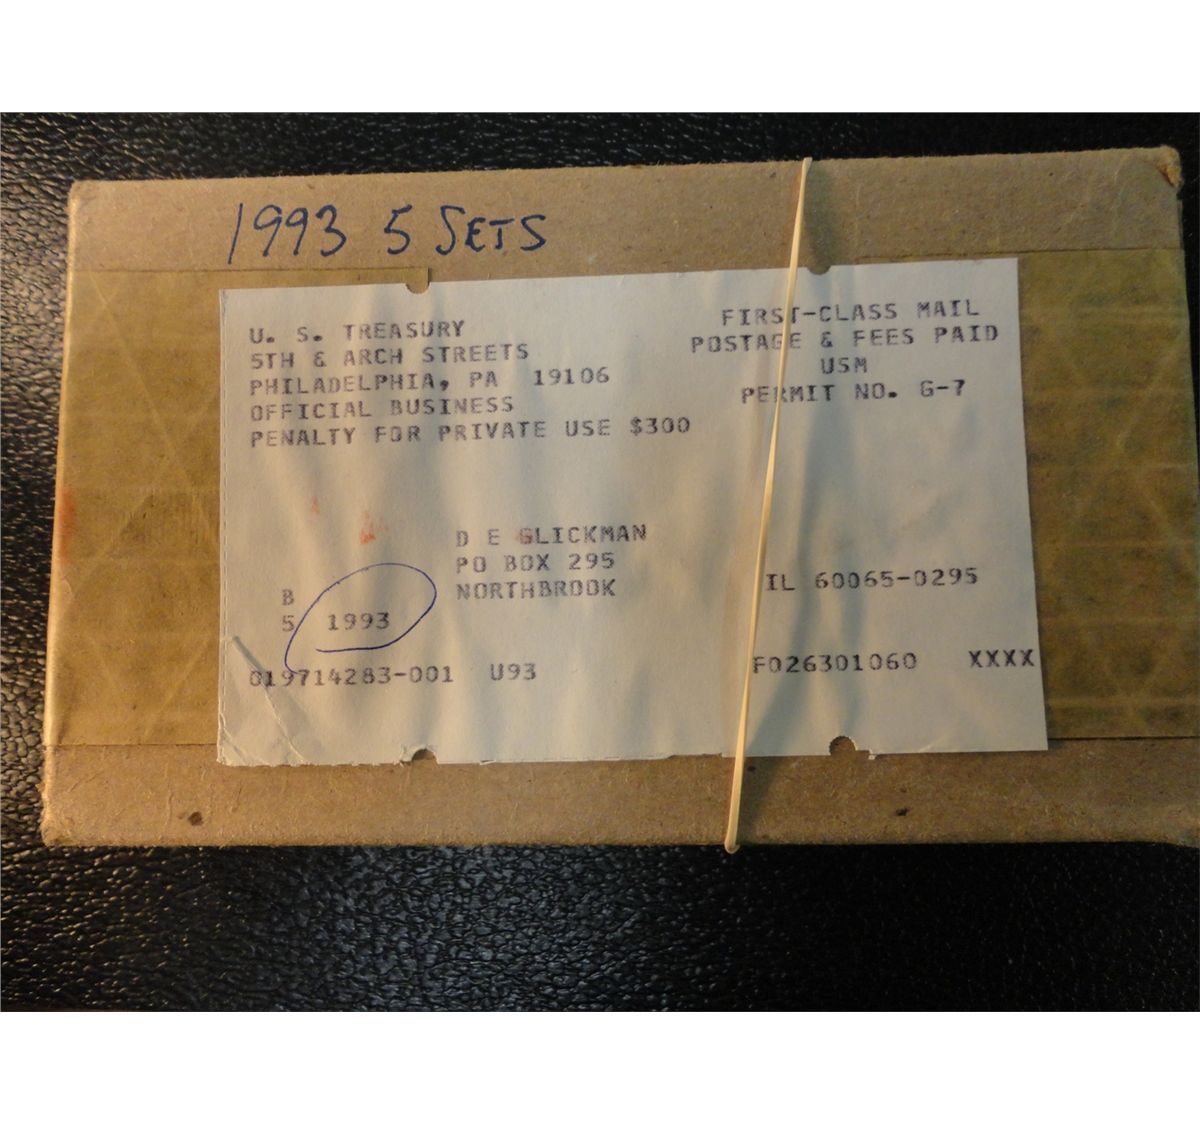 1993 5 SETS
U. S. TREASURY
5TH & ARCH STREETS
PHILADELPHIA, PA 19106
OFFICIAL BUSINESS
PENALTY FOR PRIVATE USE $300
FIRST-CLASS MAIL
POSTAGE & FEES PAID
USM
PERMIT NO. G-7
D E GLICKMAN
PO BOX 295
NORTHBROOK IL 60065-0295
B
5 1993
019714283-001 U93 F026301060 XXXX